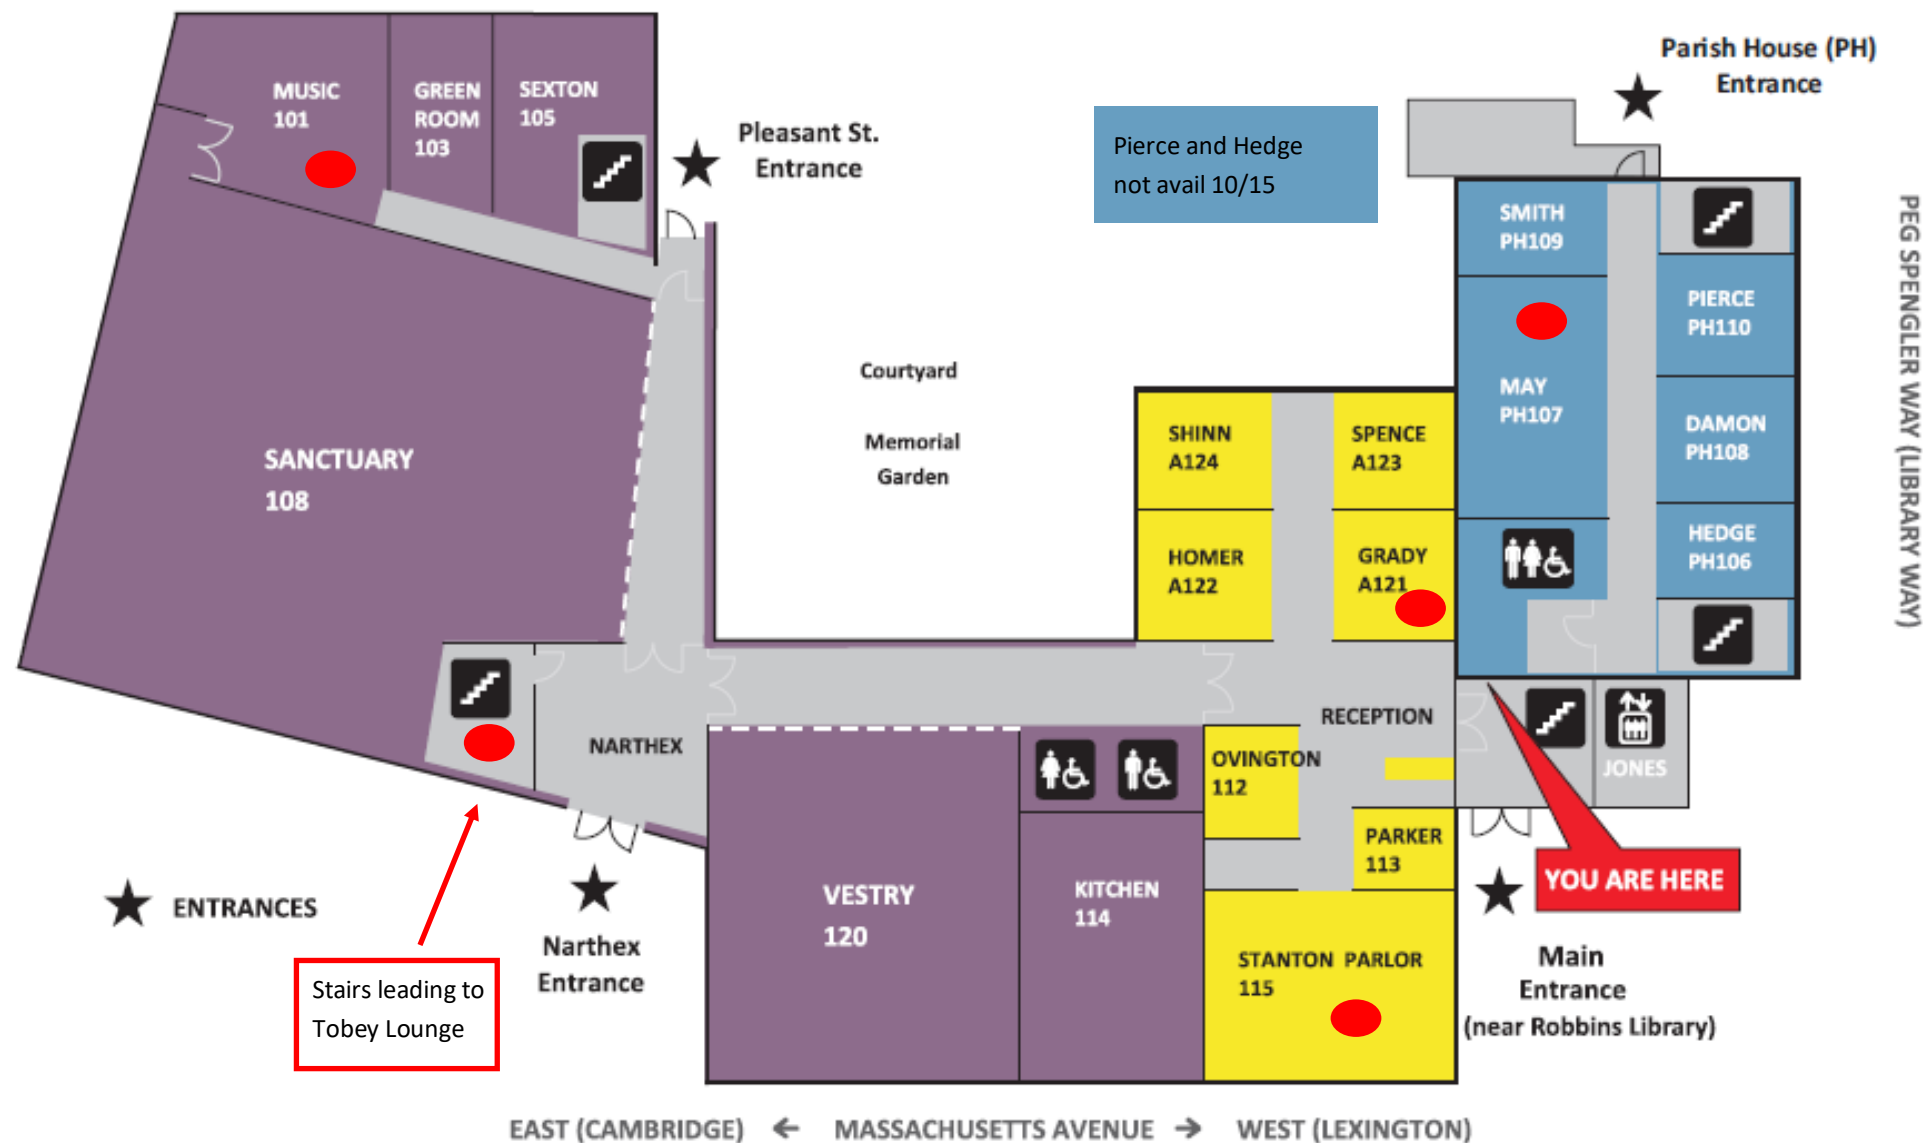 MUSIC
101
GREEN
ROOM
103
SEXTON
105
Pleasant St.
Entrance
Pierce and Hedge
not avail 10/15
Parish House (PH)
Entrance
SMITH
PH109
PIERCE
PH110
MAY
PH107
DAMON
PH108
HEDGE
PH106
PEG SPENGLER WAY (LIBRARY WAY)
Courtyard
Memorial
Garden
SHINN
A124
SPENCE
A123
HOMER
A122
GRADY
A121
SANCTUARY
108
NARTHEX
RECEPTION
OVINGTON
112
JONES
PARKER
113
YOU ARE HERE
VESTRY
120
KITCHEN
114
STANTON PARLOR
115
ENTRANCES
Narthex
Entrance
Main
Entrance
(near Robbins Library)
Stairs leading to
Tobey Lounge
EAST (CAMBRIDGE) ← MASSACHUSETTS AVENUE → WEST (LEXINGTON)